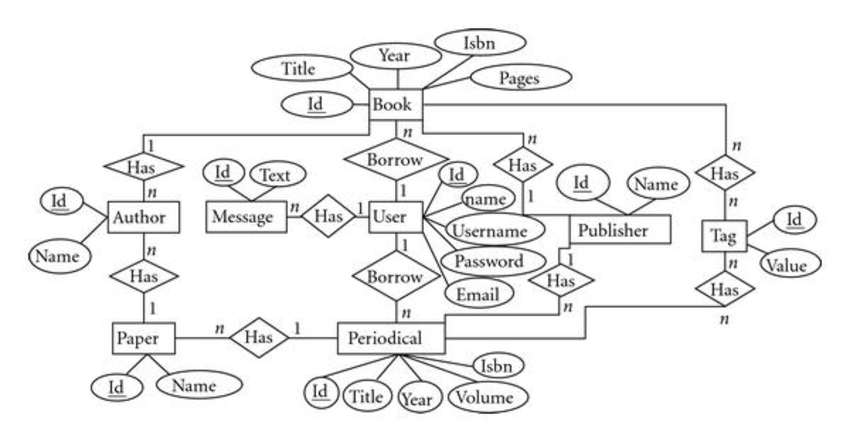 Isbn
Year
Title
Pages
Id
Book
1
n
n
n
Has
Borrow
Has
Has
Id
Text
Id
Id
Name
n
1
name
1
n
Id
Author
Message
n
Has
1
User
Username
Publisher
Tag
Id
Name
n
1
Password
1
n
Value
Has
Borrow
Has
Has
Email
1
n
n
n
Paper
n
Has
1
Periodical
Isbn
Id
Name
Id
Title
Year
Volume